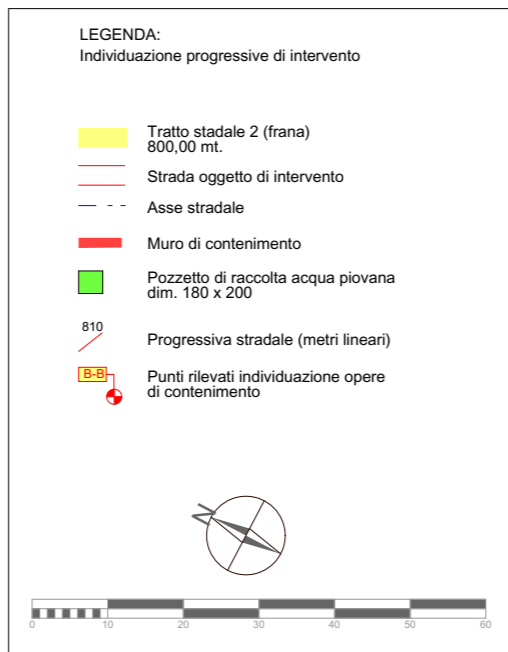 LEGENDA:
Individuazione progressive di intervento
Tratto stadale 2 (frana)
800,00 mt.
Strada oggetto di intervento
Asse stradale
Muro di contenimento
Pozzetto di raccolta acqua piovana
dim. 180 x 200
810
Progressiva stradale (metri lineari)
B-B
Punti rilevati individuazione opere
di contenimento
N
0 10 20 30 40 50 60